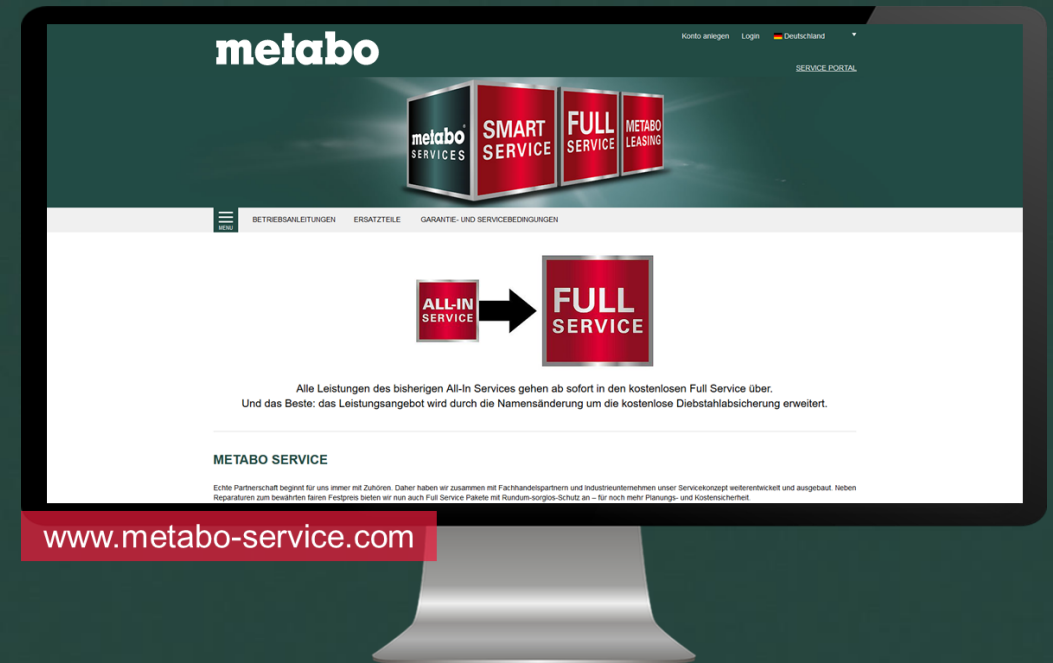 metabo
Konto anlegen Login Deutschland
SERVICE PORTAL
metabo
SERVICES
SMART
SERVICE
FULL
SERVICE
METABO
LEASING
MENU
BETRIEBSANLEITUNGEN ERSATZTEILE GARANTIE- UND SERVICEBEDINGUNGEN
ALL-IN
SERVICE
FULL
SERVICE
Alle Leistungen des bisherigen All-In Services gehen ab sofort in den kostenlosen Full Service über.
Und das Beste: das Leistungsangebot wird durch die Namensänderung um die kostenlose Diebstahlabsicherung erweitert.
METABO SERVICE
Echte Partnerschaft beginnt für uns immer mit Zuhören. Daher haben wir zusammen mit Fachhandelspartnern und Industrieunternehmen unser Servicekonzept weiterentwickelt und ausgebaut. Neben
Reparaturen zum bewährten fairen Festpreis bieten wir nun auch Full Service Pakete mit Rundum-sorglos-Schutz an – für noch mehr Planungs- und Kostensicherheit.
www.metabo-service.com